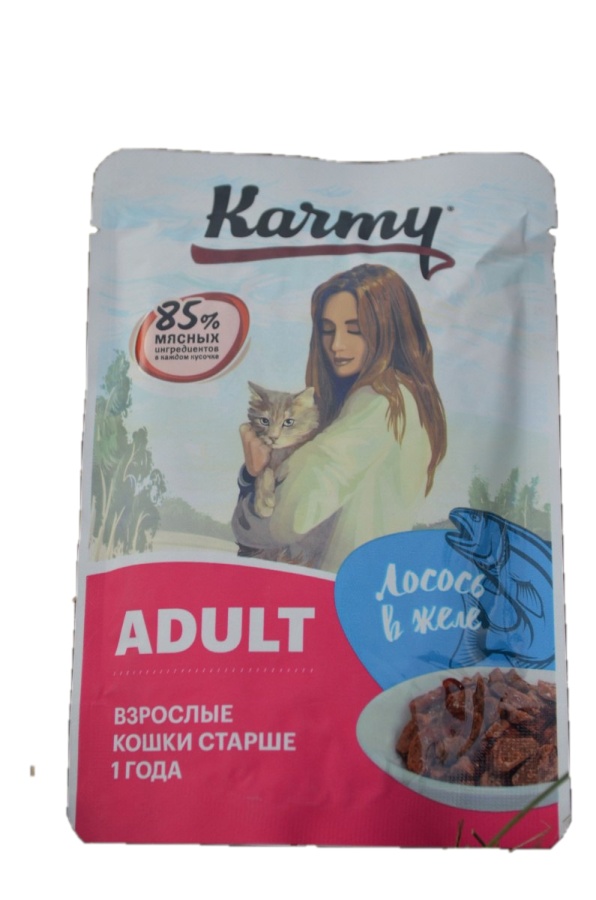 Karmy
85%
МЯСНЫХ
ингредиентов
в каждом кусочке
Лосось
в желе
ADULT
ВЗРОСЛЫЕ
КОШКИ СТАРШЕ
1 ГОДА